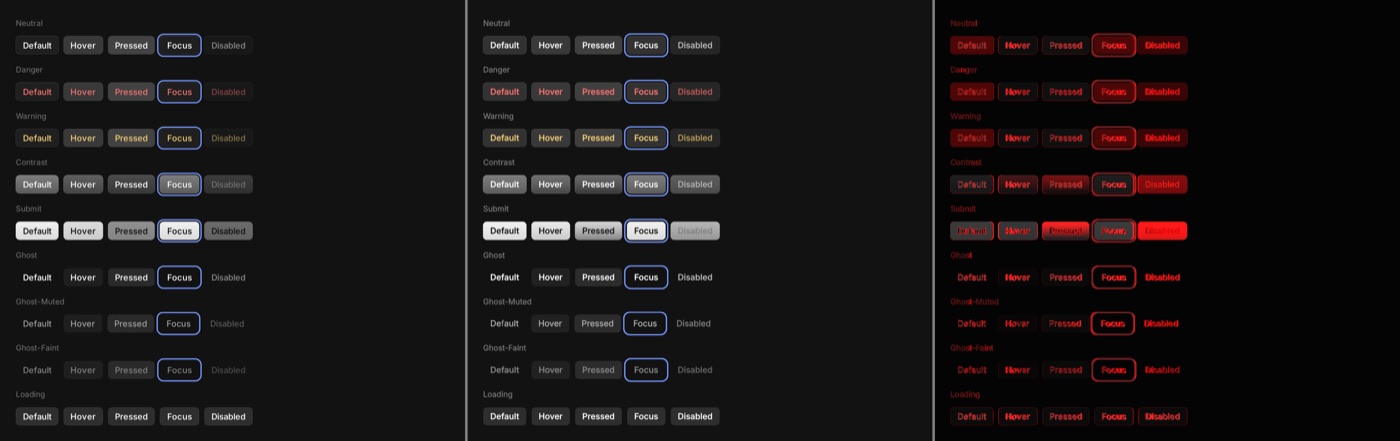 Neutral
Default Hover Pressed Focus Disabled
Danger
Default Hover Pressed Focus Disabled
Warning
Default Hover Pressed Focus Disabled
Contrast
Default Hover Pressed Focus Disabled
Submit
Default Hover Pressed Focus Disabled
Ghost
Default Hover Pressed Focus Disabled
Ghost-Muted
Default Hover Pressed Focus Disabled
Ghost-Faint
Default Hover Pressed Focus Disabled
Loading
Default Hover Pressed Focus Disabled
Neutral
Default Hover Pressed Focus Disabled
Danger
Default Hover Pressed Focus Disabled
Warning
Default Hover Pressed Focus Disabled
Contrast
Default Hover Pressed Focus Disabled
Submit
Default Hover Pressed Focus Disabled
Ghost
Default Hover Pressed Focus Disabled
Ghost-Muted
Default Hover Pressed Focus Disabled
Ghost-Faint
Default Hover Pressed Focus Disabled
Loading
Default Hover Pressed Focus Disabled
Neutral
Default Hover Pressed Focus Disabled
Danger
Default Hover Pressed Focus Disabled
Warning
Default Hover Pressed Focus Disabled
Contrast
Default Hover Pressed Focus Disabled
Submit
Default Hover Pressed Focus Disabled
Ghost
Default Hover Pressed Focus Disabled
Ghost-Muted
Default Hover Pressed Focus Disabled
Ghost-Faint
Default Hover Pressed Focus Disabled
Loading
Default Hover Pressed Focus Disabled